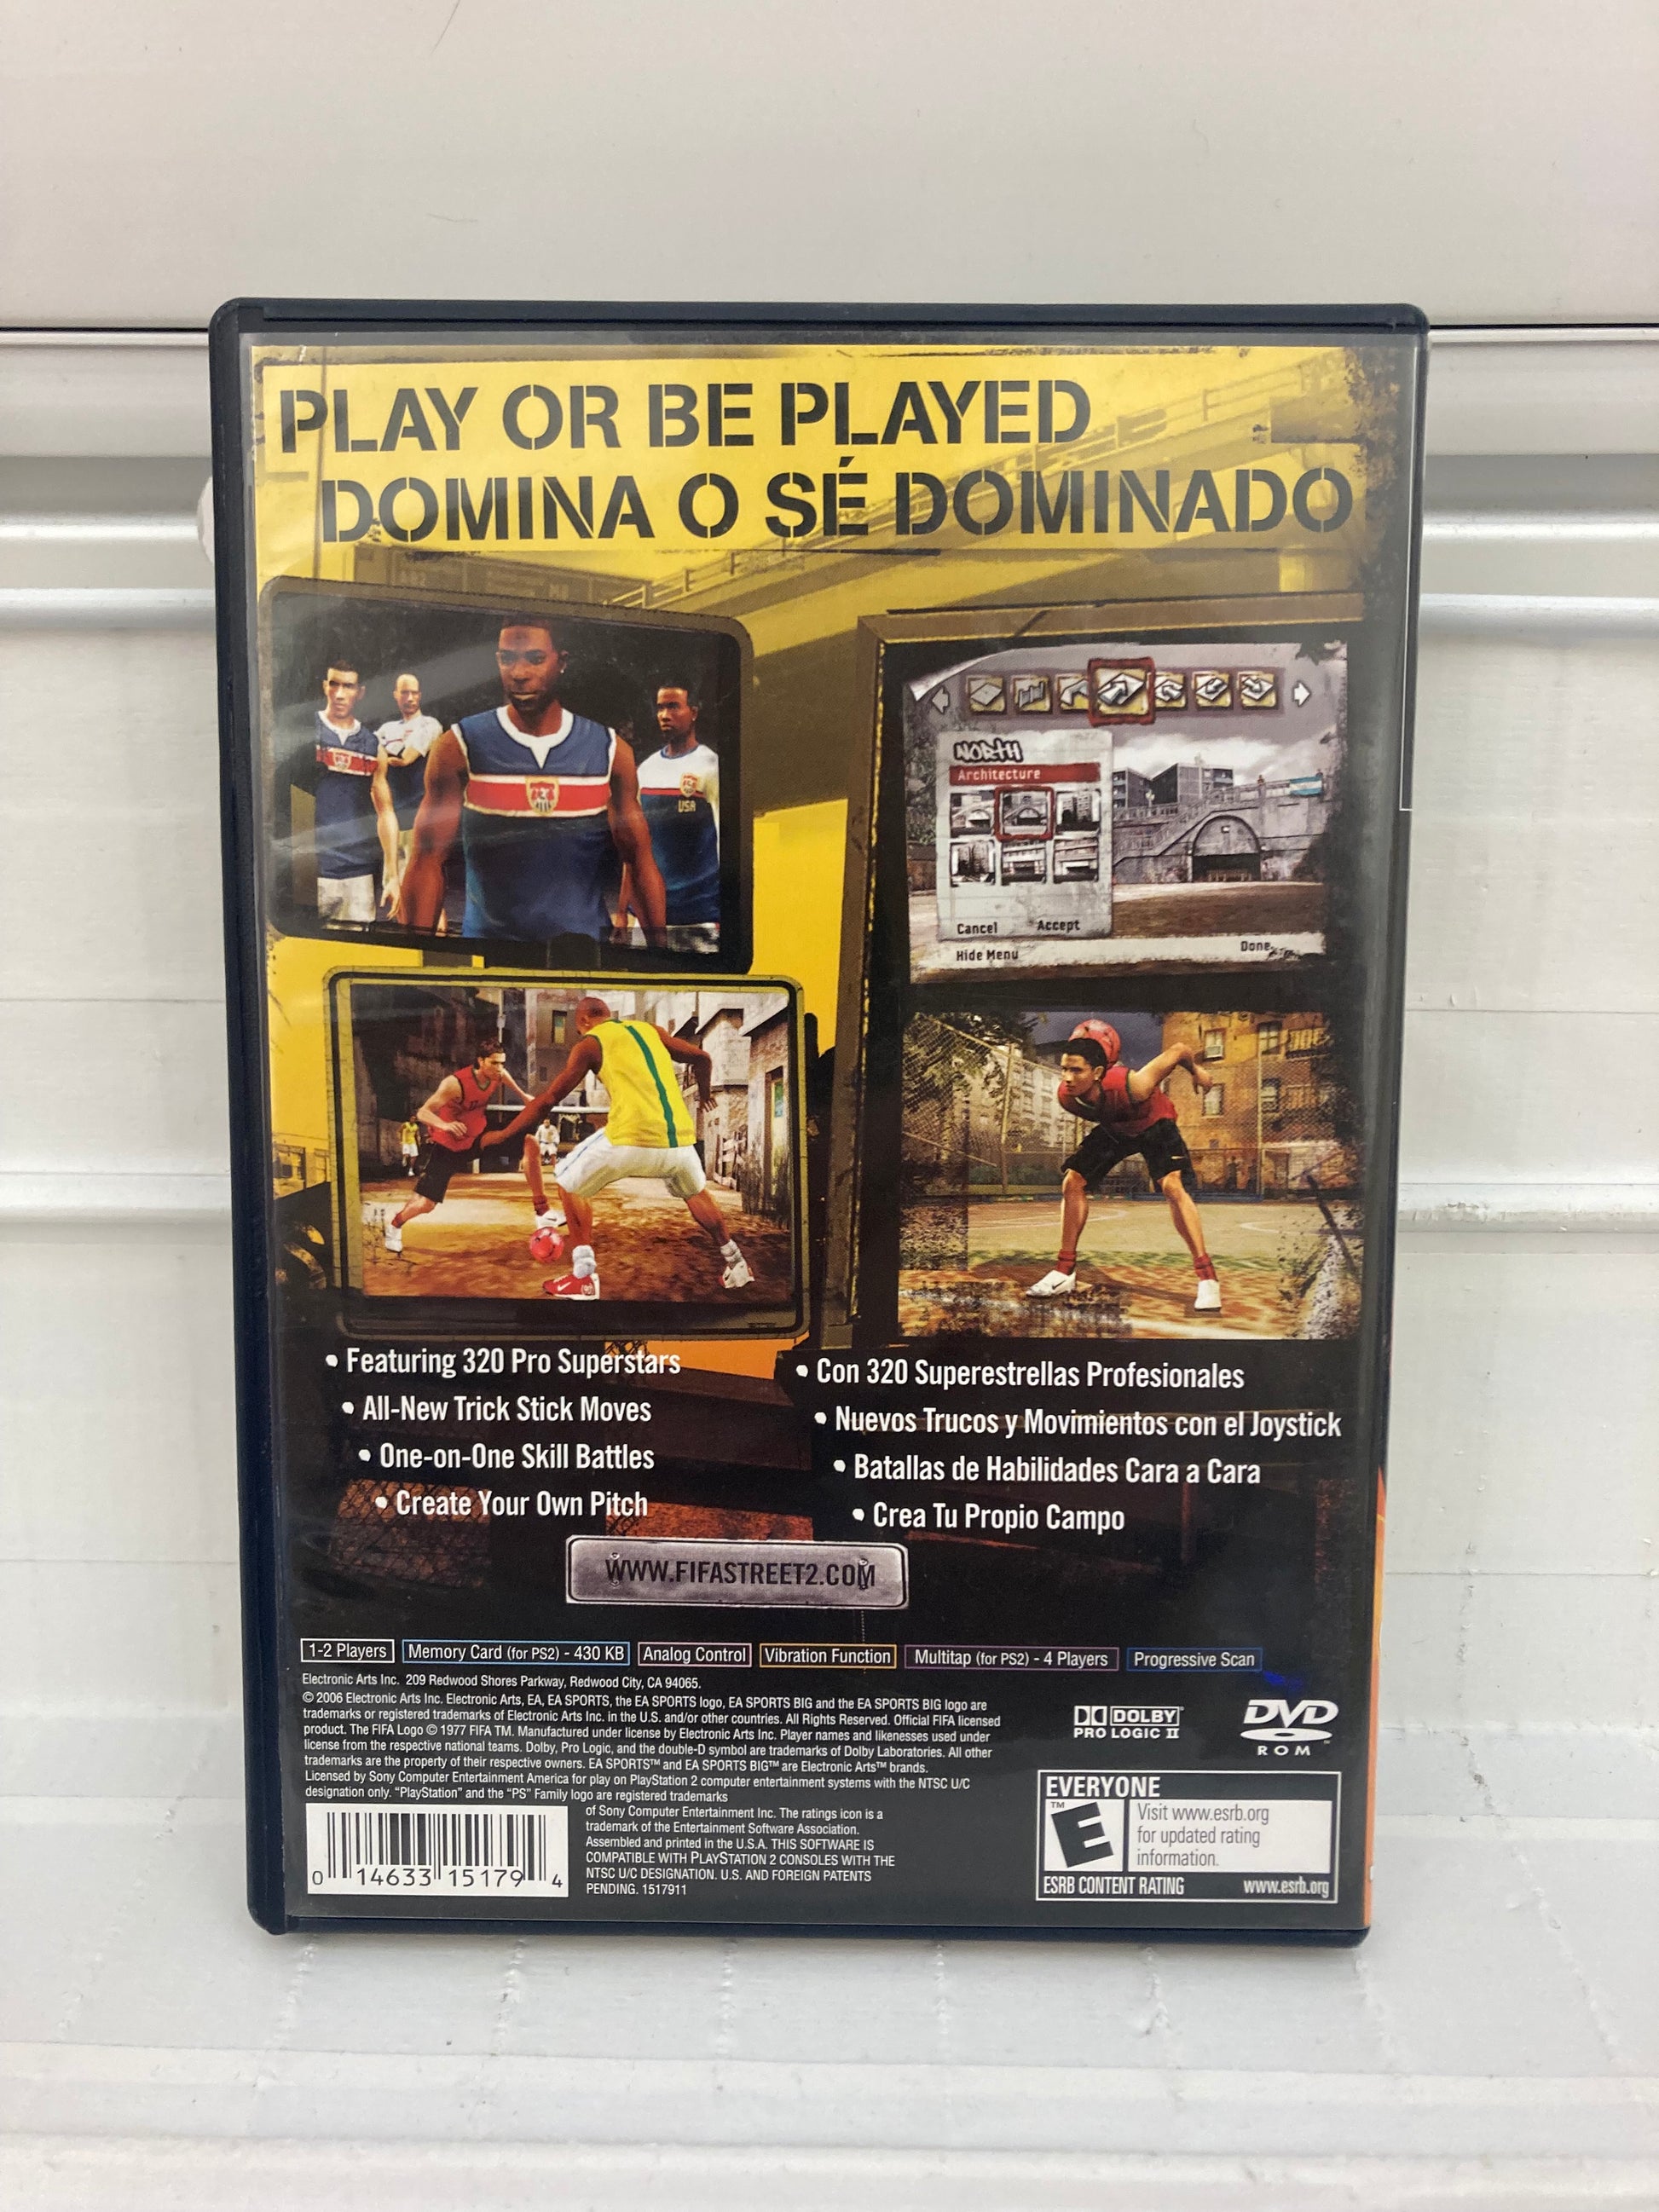 PLAY OR BE PLAYED
DOMINA O SÉ DOMINADO
USA
NORTH
Architecture
Cancel Accept
Hide Menu
Done
• Featuring 320 Pro Superstars
• All-New Trick Stick Moves
• One-on-One Skill Battles
• Create Your Own Pitch
• Con 320 Superestrellas Profesionales
• Nuevos Trucos y Movimientos con el Joystick
• Batallas de Habilidades Cara a Cara
• Crea Tu Propio Campo
WWW.FIFASTREET2.COM
1-2 Players Memory Card (for PS2) - 430 KB Analog Control Vibration Function Multitap (for PS2) - 4 Players Progressive Scan
Electronic Arts Inc. 209 Redwood Shores Parkway, Redwood City, CA 94065.
© 2006 Electronic Arts Inc. Electronic Arts, EA, EA SPORTS, the EA SPORTS logo, EA SPORTS BIG and the EA SPORTS BIG logo are
trademarks or registered trademarks of Electronic Arts Inc. in the U.S. and/or other countries. All Rights Reserved. Official FIFA licensed
product. The FIFA Logo © 1977 FIFA TM. Manufactured under license by Electronic Arts Inc. Player names and likenesses used under
license from the respective national teams. Dolby, Pro Logic, and the double-D symbol are trademarks of Dolby Laboratories. All other
trademarks are the property of their respective owners. EA SPORTS™ and EA SPORTS BIG™ are Electronic Arts™ brands.
Licensed by Sony Computer Entertainment America for play on PlayStation 2 computer entertainment systems with the NTSC U/C
designation only. “PlayStation” and the “PS” Family logo are registered trademarks
of Sony Computer Entertainment Inc. The ratings icon is a
trademark of the Entertainment Software Association.
Assembled and printed in the U.S.A. THIS SOFTWARE IS
COMPATIBLE WITH PLAYSTATION 2 CONSOLES WITH THE
NTSC U/C DESIGNATION. U.S. AND FOREIGN PATENTS
PENDING. 1517911
0 14633 15179 4
DOLBY
PRO LOGIC II
DVD
ROM
EVERYONE
E
™
Visit www.esrb.org
for updated rating
information.
ESRB CONTENT RATING www.esrb.org